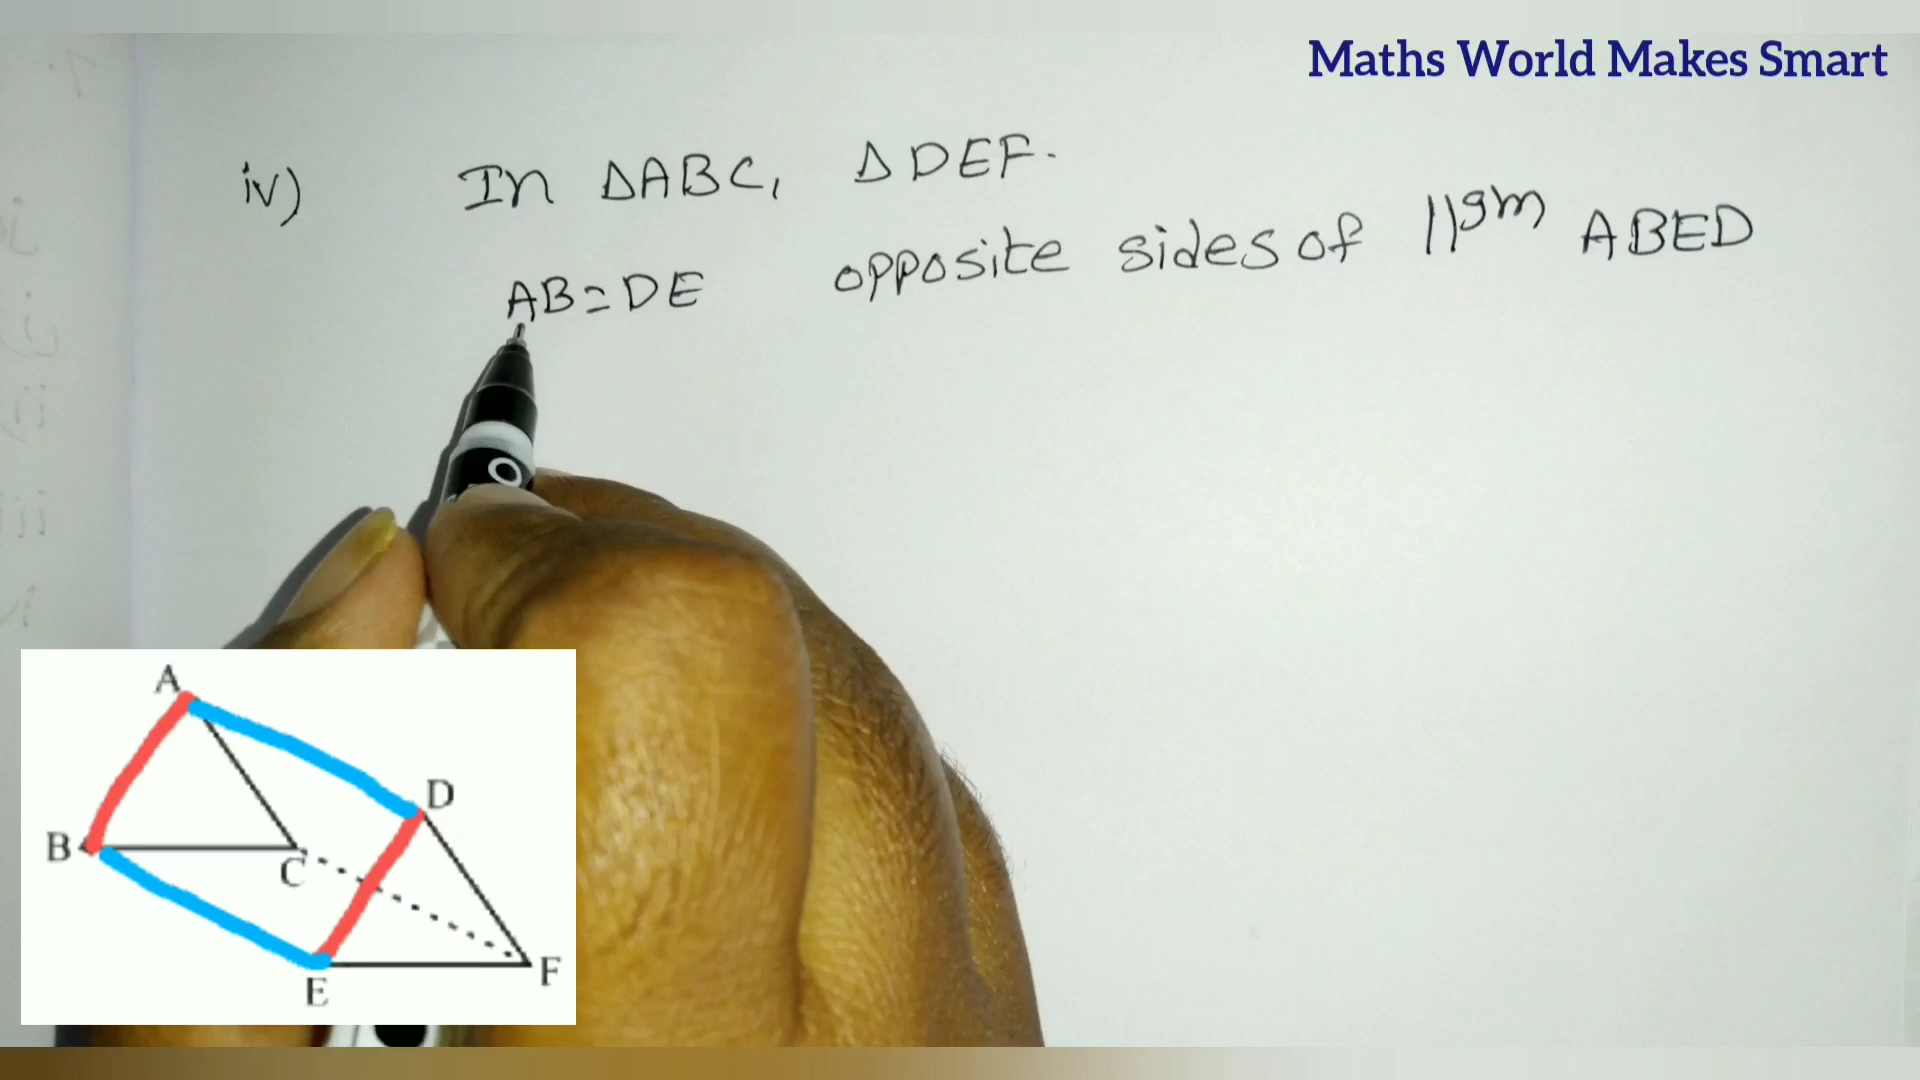 Maths World Makes Smart
iv) In ΔABC, ΔDEF.
AB=DE opposite sides of ||gm ABED
A
D
B
C
E
F